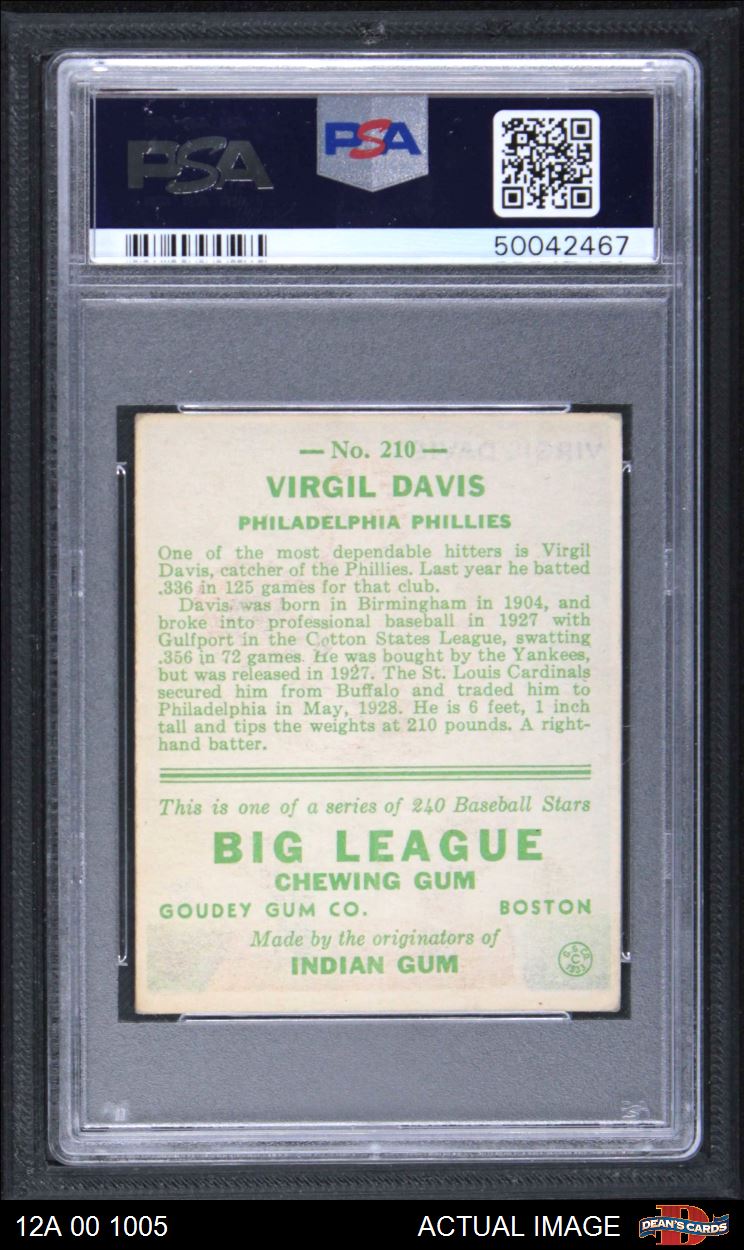 PSA
PSA
50042467
— No. 210 —
VIRGIL DAVIS
VIRGIL DAVIS
PHILADELPHIA PHILLIES
One of the most dependable hitters is Virgil
Davis, catcher of the Phillies. Last year he batted
.336 in 125 games for that club.
Davis was born in Birmingham in 1904, and
broke into professional baseball in 1927 with
Gulfport in the Cotton States League, swatting
.356 in 72 games. He was bought by the Yankees,
but was released in 1927. The St. Louis Cardinals
secured him from Buffalo and traded him to
Philadelphia in May, 1928. He is 6 feet, 1 inch
tall and tips the weights at 210 pounds. A right-
hand batter.
This is one of a series of 240 Baseball Stars
BIG LEAGUE
CHEWING GUM
GOUDEY GUM CO. BOSTON
Made by the originators of
INDIAN GUM
G. G. CO.
C
1933
12A 00 1005 ACTUAL IMAGE
D
DEAN'S CARDS